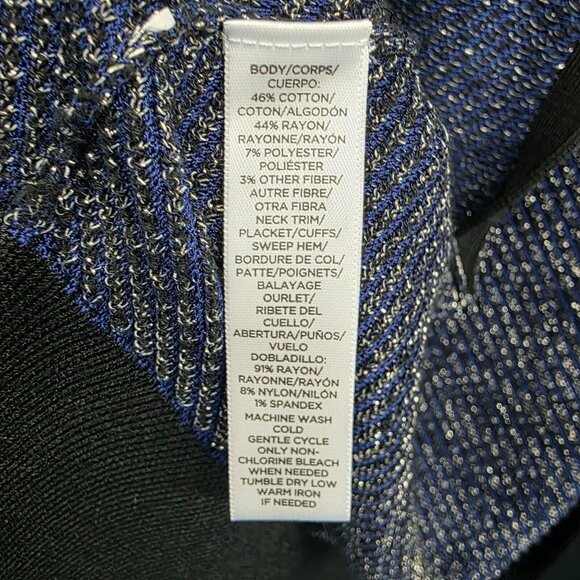 BODY/CORPS/
CUERPO:
46% COTTON/
COTON/ALGODÓN
44% RAYON/
RAYONNE/RAYÓN
7% POLYESTER/
POLIÉSTER
3% OTHER FIBER/
AUTRE FIBRE/
OTRA FIBRA
NECK TRIM/
PLACKET/CUFFS/
SWEEP HEM/
BORDURE DE COL/
PATTE/POIGNETS/
BALAYAGE
OURLET/
RIBETE DEL
CUELLO/
ABERTURA/PUÑOS/
VUELO
DOBLADILLO:
91% RAYON/
RAYONNE/RAYÓN
8% NYLON/NILÓN
1% SPANDEX
MACHINE WASH
COLD
GENTLE CYCLE
ONLY NON-
CHLORINE BLEACH
WHEN NEEDED
TUMBLE DRY LOW
WARM IRON
IF NEEDED